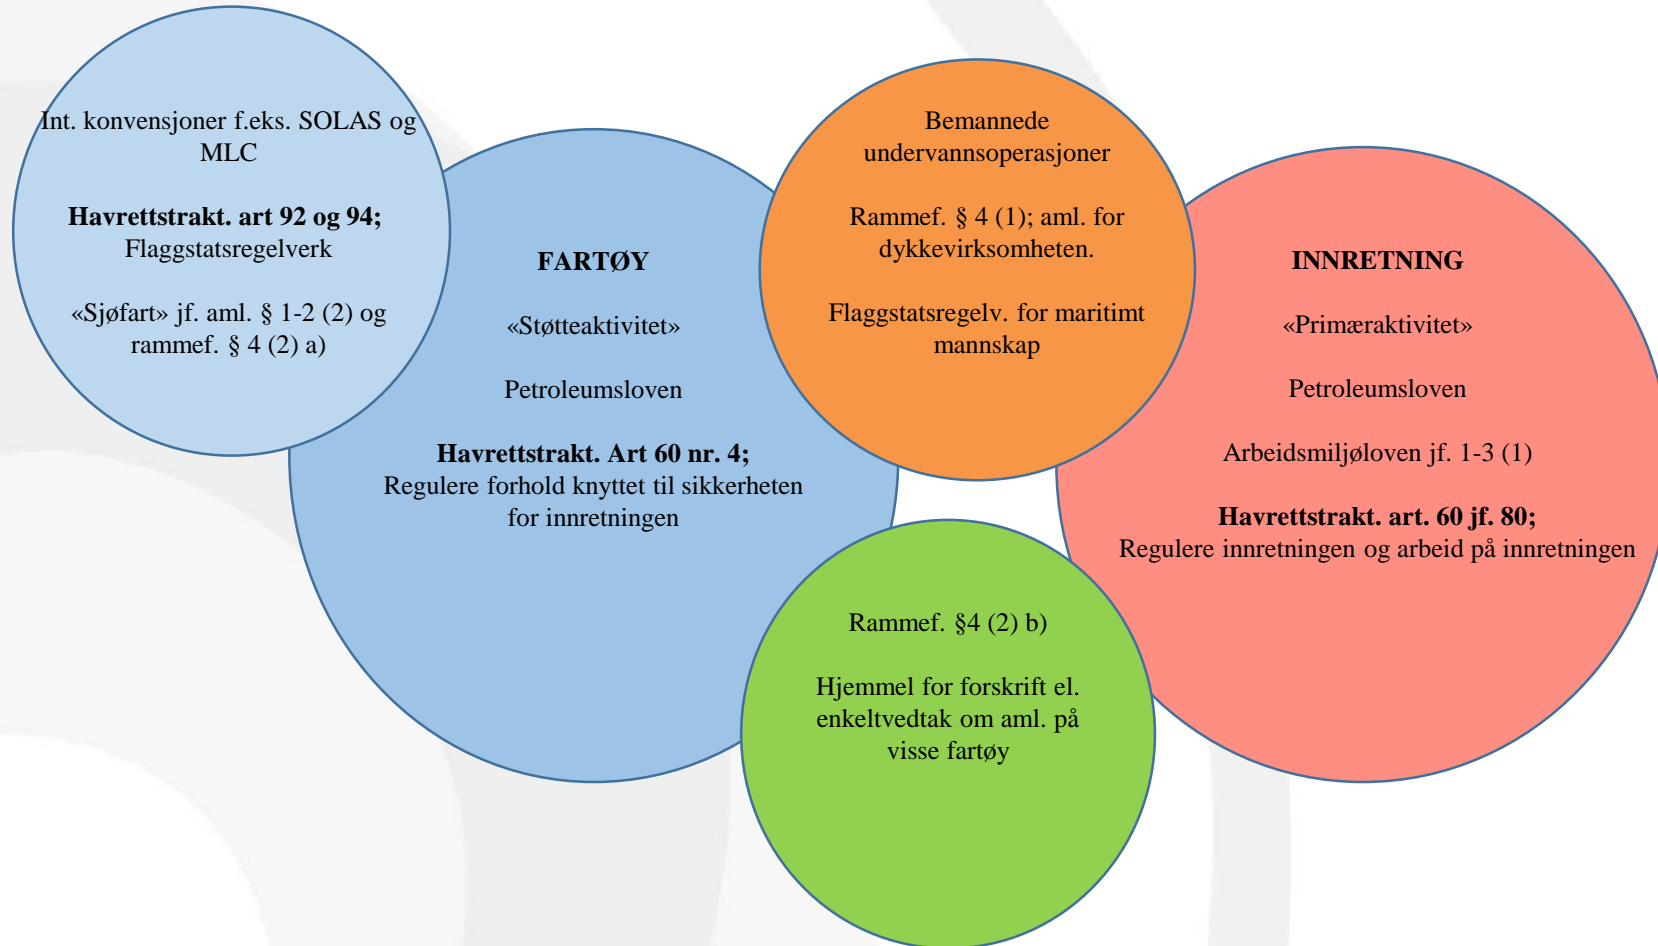 Int. konvensjoner f.eks. SOLAS og
MLC
Havrettstrakt. art 92 og 94;
Flaggstatsregelverk
«Sjøfart» jf. aml. § 1-2 (2) og
rammef. § 4 (2) a)
FARTØY
«Støtteaktivitet»
Petroleumsloven
Havrettstrakt. Art 60 nr. 4;
Regulere forhold knyttet til sikkerheten
for innretningen
Bemannede
undervannsoperasjoner
Rammef. § 4 (1); aml. for
dykkevirksomheten.
Flaggstatsregelv. for maritimt
mannskap
INNRETNING
«Primæraktivitet»
Petroleumsloven
Arbeidsmiljøloven jf. 1-3 (1)
Havrettstrakt. art. 60 jf. 80;
Regulere innretningen og arbeid på innretningen
Rammef. §4 (2) b)
Hjemmel for forskrift el.
enkeltvedtak om aml. på
visse fartøy